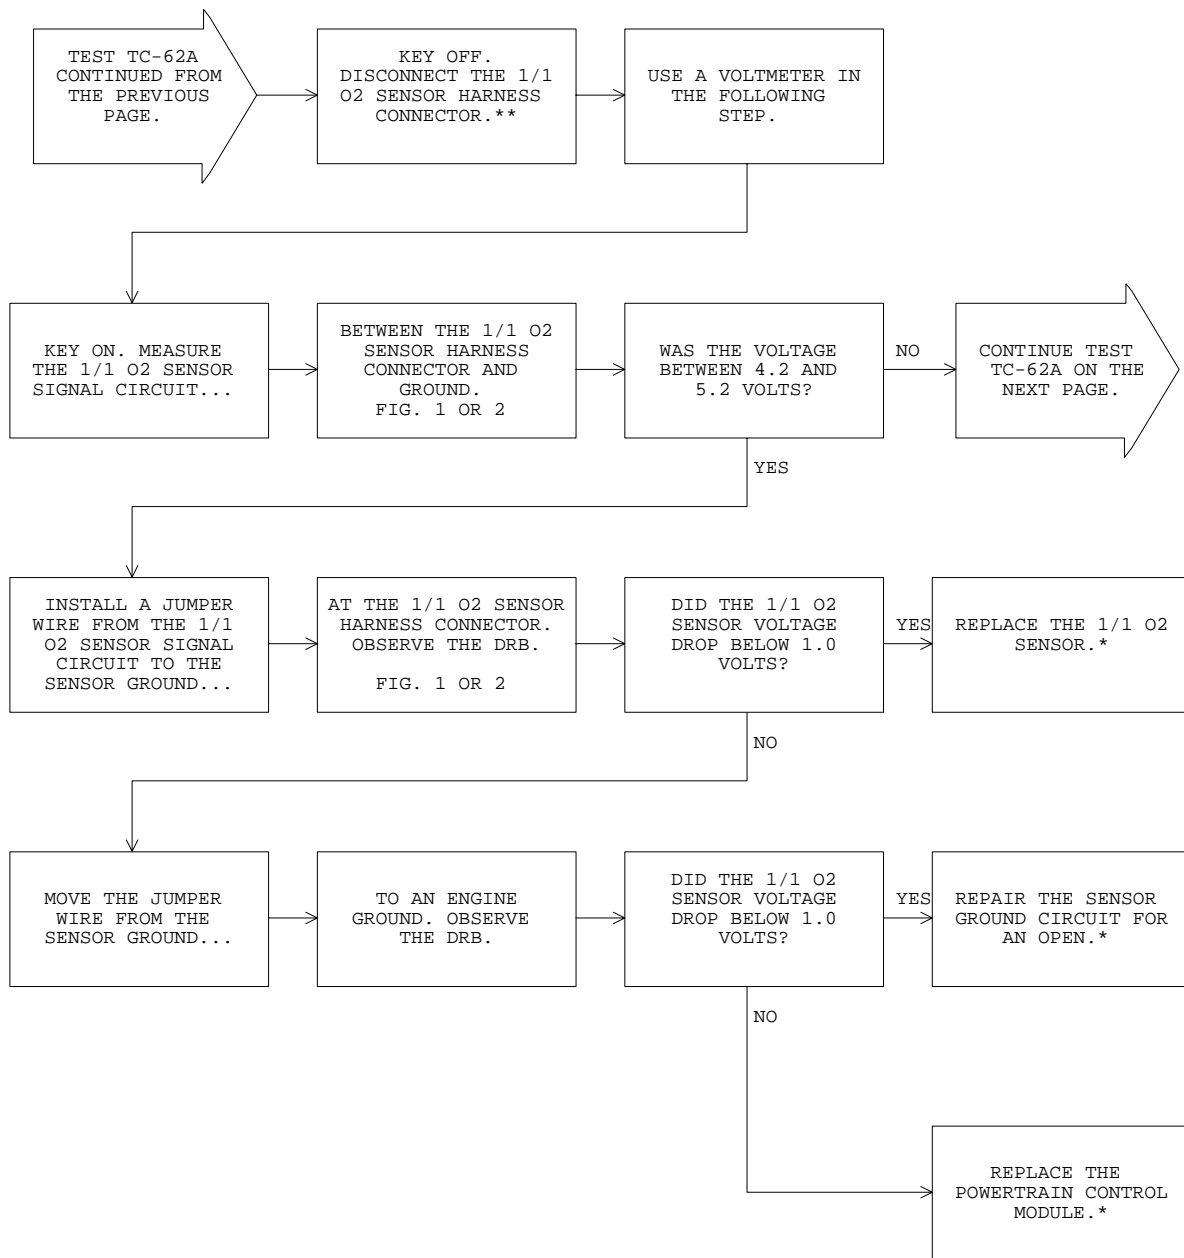 TEST TC-62A
CONTINUED FROM
THE PREVIOUS
PAGE.
KEY OFF.
DISCONNECT THE 1/1
O2 SENSOR HARNESS
CONNECTOR.**
USE A VOLTMETER IN
THE FOLLOWING
STEP.
KEY ON. MEASURE
THE 1/1 O2 SENSOR
SIGNAL CIRCUIT...
BETWEEN THE 1/1 O2
SENSOR HARNESS
CONNECTOR AND
GROUND.
FIG. 1 OR 2
WAS THE VOLTAGE
BETWEEN 4.2 AND
5.2 VOLTS?
NO
CONTINUE TEST
TC-62A ON THE
NEXT PAGE.
YES
INSTALL A JUMPER
WIRE FROM THE 1/1
O2 SENSOR SIGNAL
CIRCUIT TO THE
SENSOR GROUND...
AT THE 1/1 O2 SENSOR
HARNESS CONNECTOR.
OBSERVE THE DRB.
FIG. 1 OR 2
DID THE 1/1 O2
SENSOR VOLTAGE
DROP BELOW 1.0
VOLTS?
YES
REPLACE THE 1/1 O2
SENSOR.*
NO
MOVE THE JUMPER
WIRE FROM THE
SENSOR GROUND...
TO AN ENGINE
GROUND. OBSERVE
THE DRB.
DID THE 1/1 O2
SENSOR VOLTAGE
DROP BELOW 1.0
VOLTS?
YES
REPAIR THE SENSOR
GROUND CIRCUIT FOR
AN OPEN.*
NO
REPLACE THE
POWERTRAIN CONTROL
MODULE.*